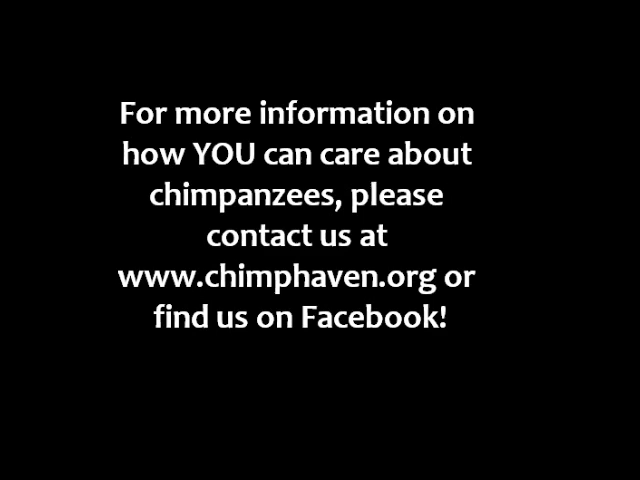 For more information on
how YOU can care about
chimpanzees, please
contact us at
www.chimphaven.org or
find us on Facebook!